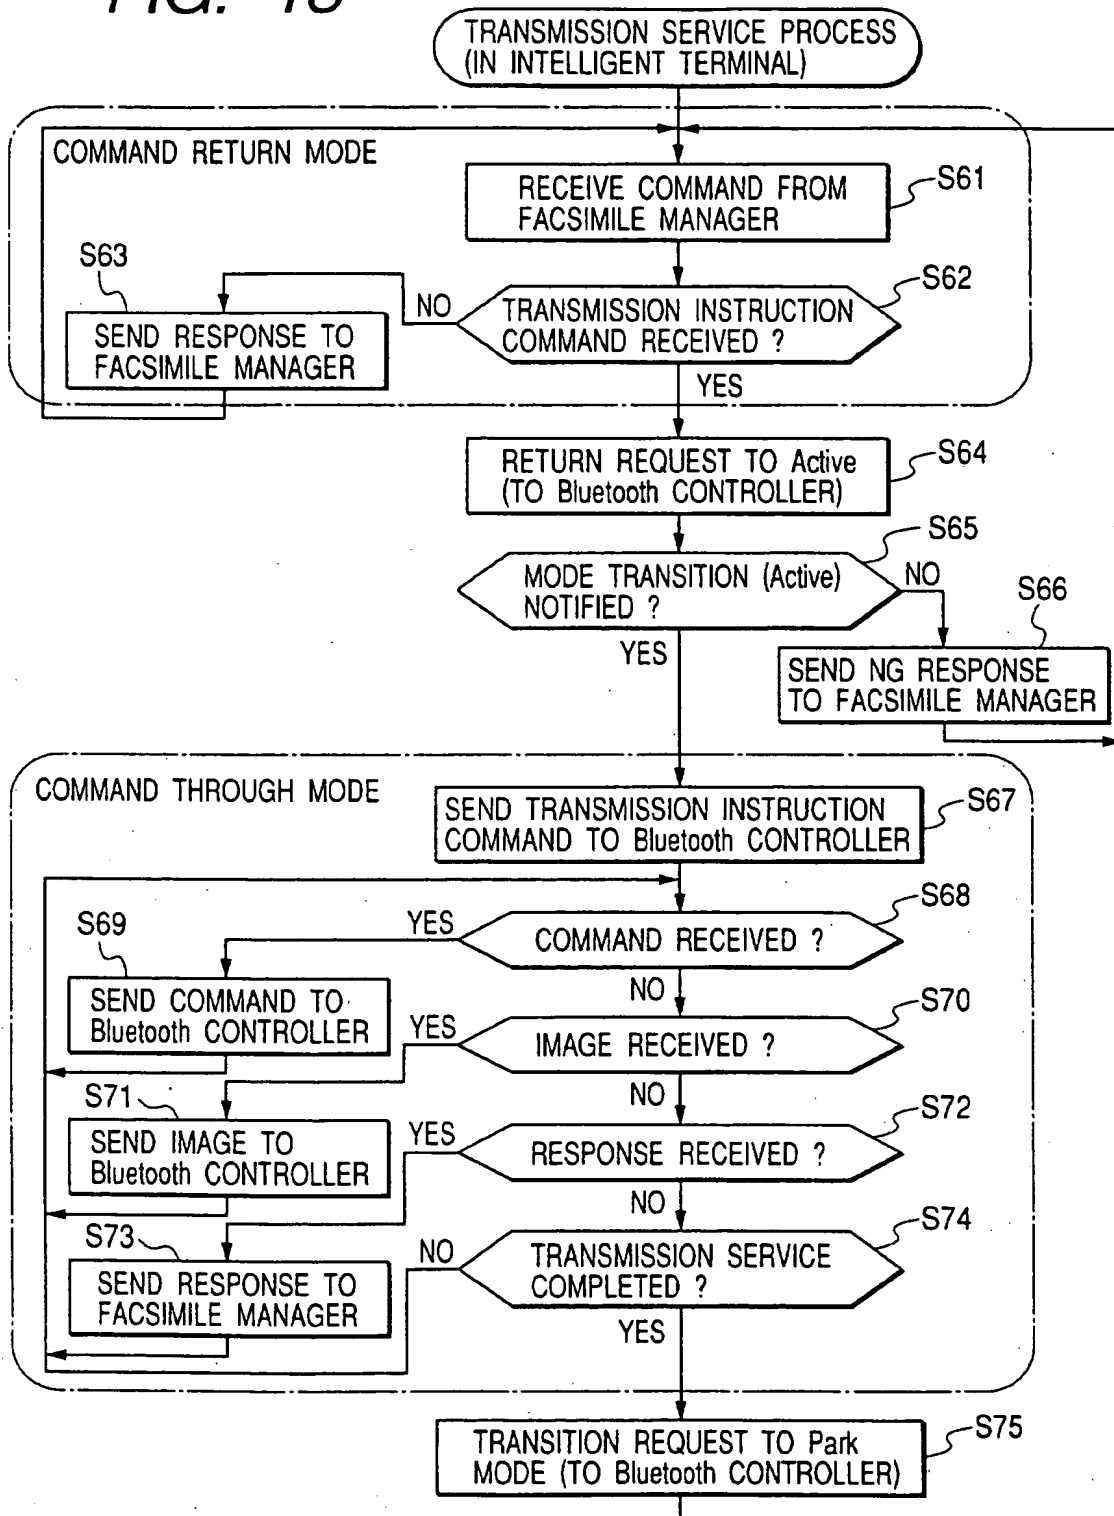 TRANSMISSION SERVICE PROCESS
(IN INTELLIGENT TERMINAL)
COMMAND RETURN MODE
RECEIVE COMMAND FROM
FACSIMILE MANAGER
S61
S62
TRANSMISSION INSTRUCTION
COMMAND RECEIVED ?
NO
YES
S63
SEND RESPONSE TO
FACSIMILE MANAGER
RETURN REQUEST TO Active
(TO Bluetooth CONTROLLER)
S64
S65
MODE TRANSITION (Active)
NOTIFIED ?
NO
YES
S66
SEND NG RESPONSE
TO FACSIMILE MANAGER
COMMAND THROUGH MODE
SEND TRANSMISSION INSTRUCTION
COMMAND TO Bluetooth CONTROLLER
S67
S68
COMMAND RECEIVED ?
YES
NO
S69
SEND COMMAND TO
Bluetooth CONTROLLER
S70
IMAGE RECEIVED ?
YES
NO
S71
SEND IMAGE TO
Bluetooth CONTROLLER
S72
RESPONSE RECEIVED ?
YES
NO
S73
SEND RESPONSE TO
FACSIMILE MANAGER
S74
TRANSMISSION SERVICE
COMPLETED ?
NO
YES
TRANSITION REQUEST TO Park
MODE (TO Bluetooth CONTROLLER)
S75